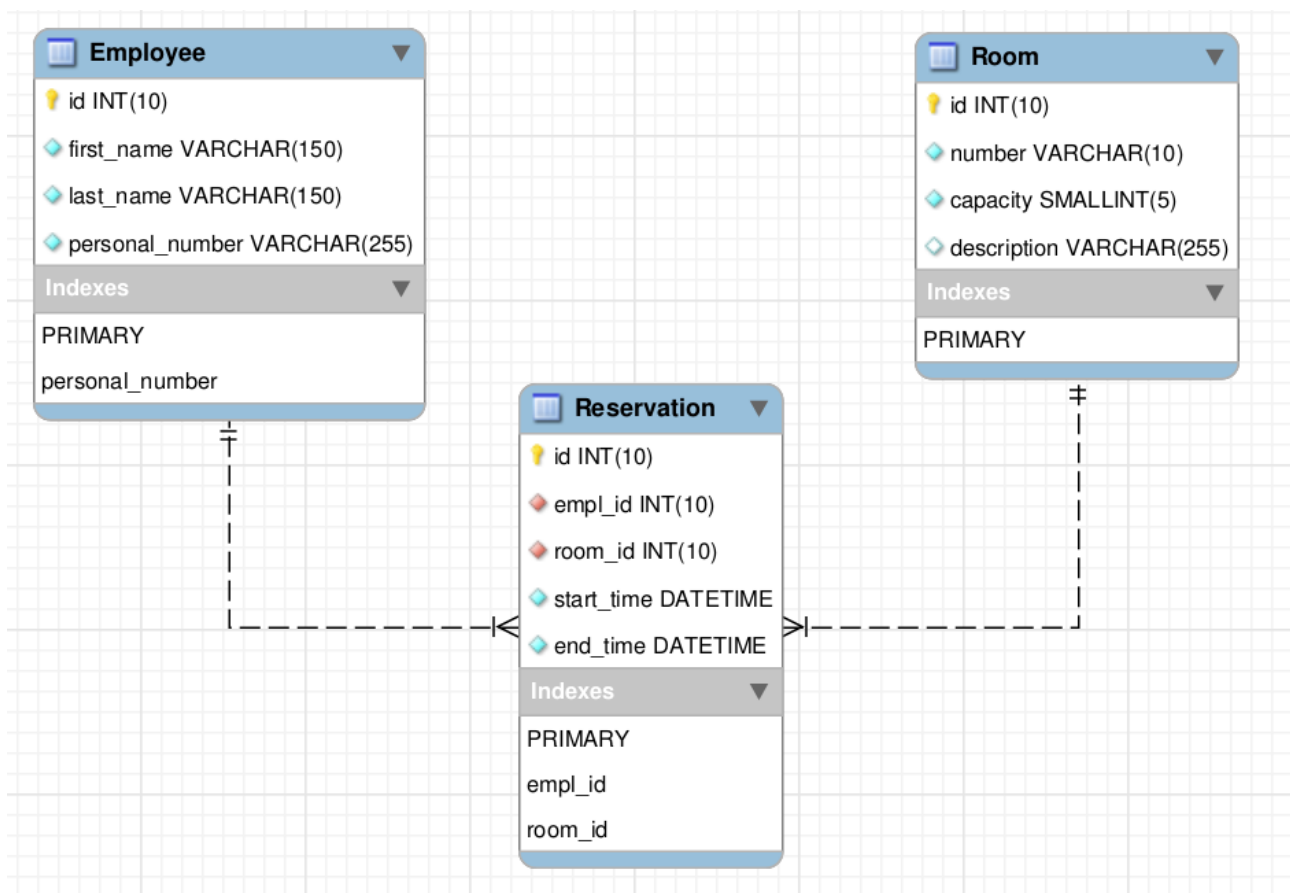 Employee
id INT(10)
first_name VARCHAR(150)
last_name VARCHAR(150)
personal_number VARCHAR(255)
Indexes
PRIMARY
personal_number
Room
id INT(10)
number VARCHAR(10)
capacity SMALLINT(5)
description VARCHAR(255)
Indexes
PRIMARY
Reservation
id INT(10)
empl_id INT(10)
room_id INT(10)
start_time DATETIME
end_time DATETIME
Indexes
PRIMARY
empl_id
room_id